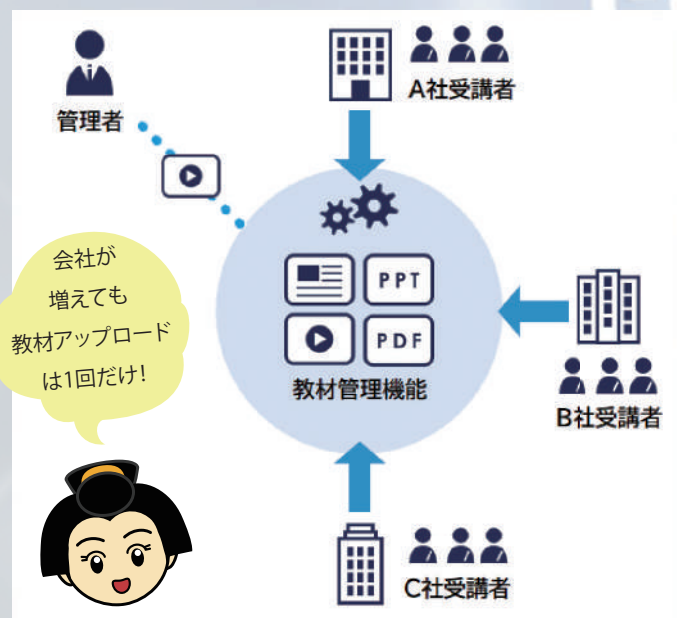 管理者
A社受講者
会社が
増えても
教材アップロード
は1回だけ!
PPT
PDF
教材管理機能
B社受講者
C社受講者